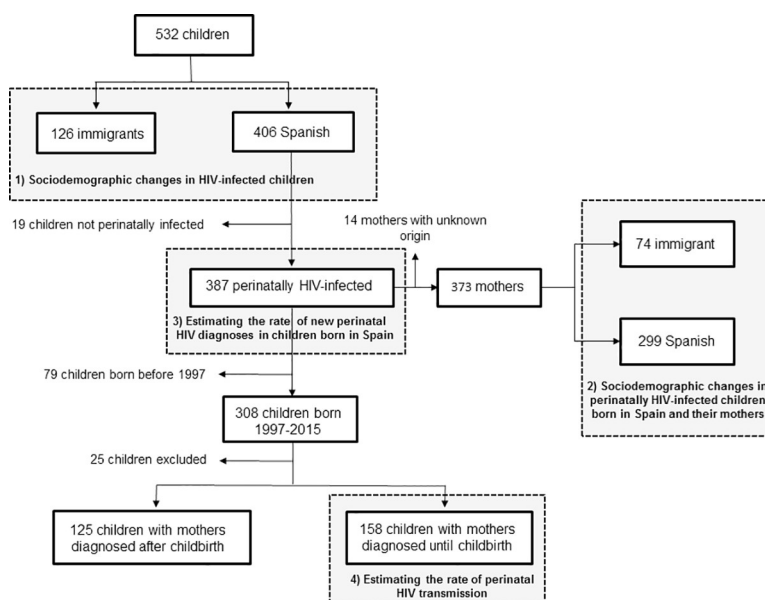 532 children
126 immigrants
406 Spanish
1) Sociodemographic changes in HIV-infected children
19 children not perinatally infected
14 mothers with unknown
origin
387 perinatally HIV-infected
373 mothers
74 immigrant
299 Spanish
3) Estimating the rate of new perinatal
HIV diagnoses in children born in Spain
2) Sociodemographic changes in
perinatally HIV-infected children
born in Spain and their mothers
79 children born before 1997
308 children born
1997-2015
25 children excluded
125 children with mothers
diagnosed after childbirth
158 children with mothers
diagnosed until childbirth
4) Estimating the rate of perinatal
HIV transmission